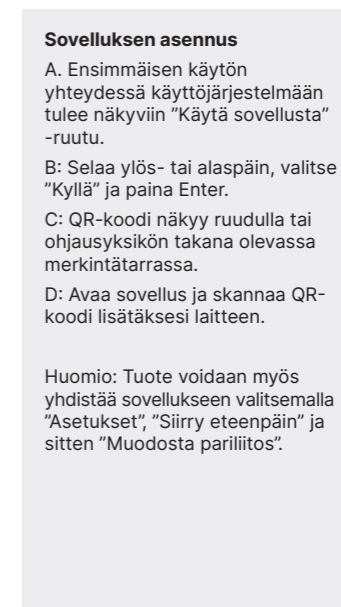 Sovelluksen asennus
A. Ensimmäisen käytön
yhteydessä käyttöjärjestelmään
tulee näkyviin ”Käytä sovellusta”
-ruutu.
B: Selaa ylös- tai alaspäin, valitse
”Kyllä” ja paina Enter.
C: QR-koodi näkyy ruudulla tai
ohjausyksikön takana olevassa
merkintätarrassa.
D: Avaa sovellus ja skannaa QR-
koodi lisätäksesi laitteen.
Huomio: Tuote voidaan myös
yhdistää sovellukseen valitsemalla
”Asetukset”, ”Siirry eteenpäin” ja
sitten ”Muodosta pariliitos”.